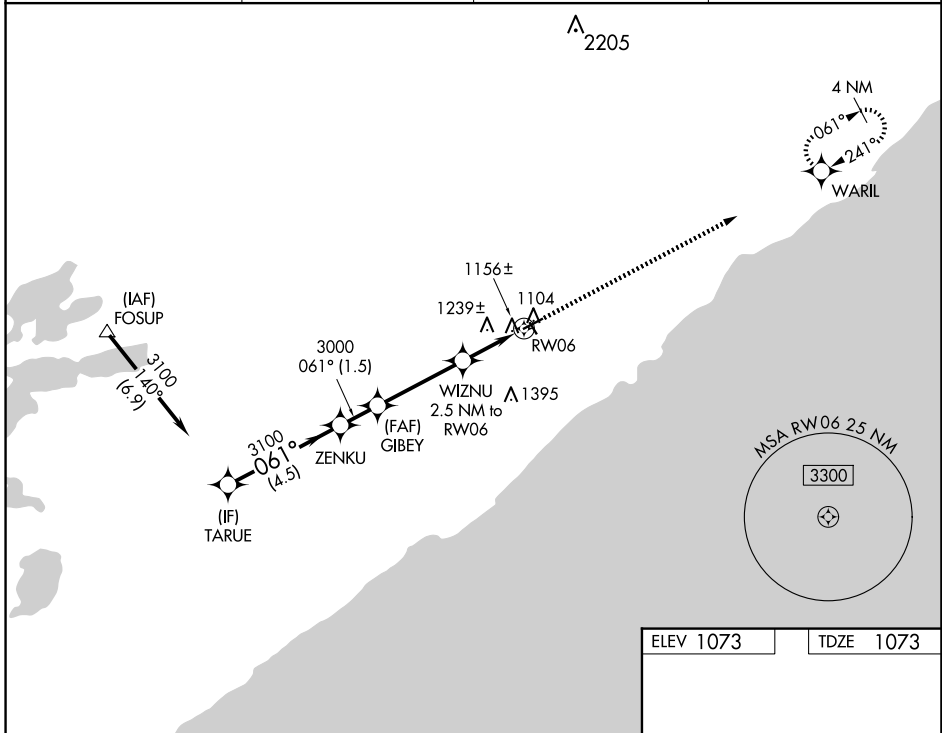 2205
4 NM
061°
241°
WARIL
(IAF)
FOSUP
3100
140°
(6.9)
1156±
1239±
1104
RW06
3000
061° (1.5)
WIZNU
2.5 NM to
RW06
1395
(FAF)
GIBEY
ZENKU
3100
061°
(4.5)
(IF)
TARUE
MSA RW06 25 NM
3300
ELEV 1073
TDZE 1073